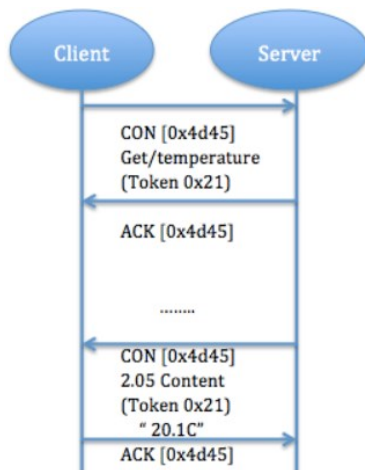 Client
Server
CON [0x4d45]
Get/temperature
(Token 0x21)
ACK [0x4d45]
........
CON [0x4d45]
2.05 Content
(Token 0x21)
“ 20.1C”
ACK [0x4d45]